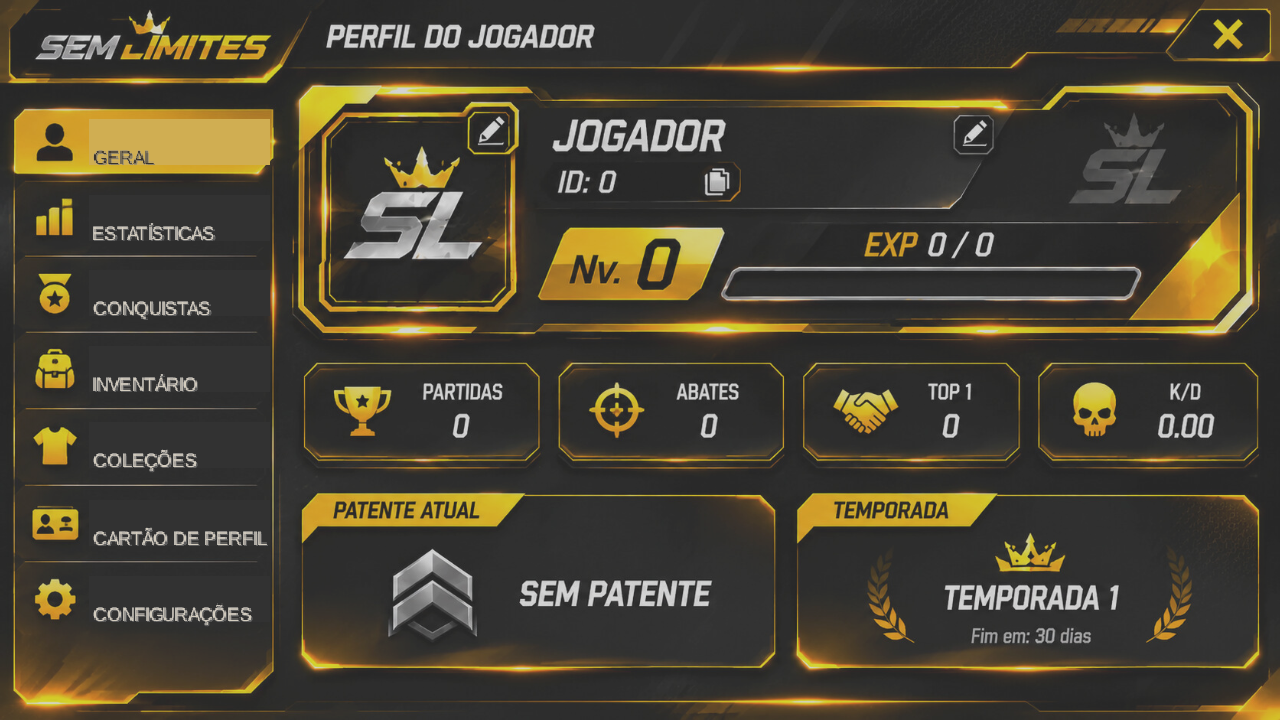 SEM LIMITES
PERFIL DO JOGADOR
GERAL
ESTATÍSTICAS
CONQUISTAS
INVENTÁRIO
COLEÇÕES
CARTÃO DE PERFIL
CONFIGURAÇÕES
SL
JOGADOR
ID: 0
Nv. 0
EXP 0 / 0
SL
PARTIDAS
0
ABATES
0
TOP 1
0
K/D
0.00
PATENTE ATUAL
SEM PATENTE
TEMPORADA
TEMPORADA 1
Fim em: 30 dias